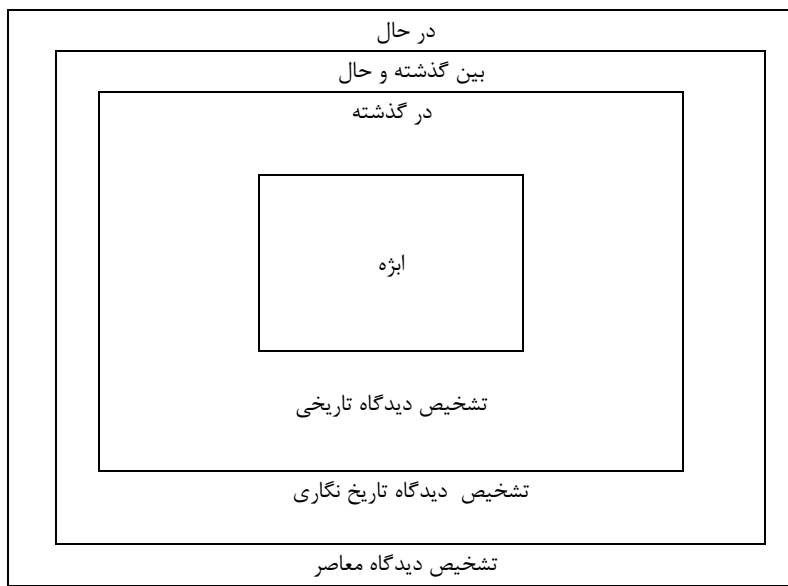 در حال
بین گذشته و حال
در گذشته
ابژه
تشخیص دیدگاه تاریخی
تشخیص دیدگاه تاریخ نگاری
تشخیص دیدگاه معاصر